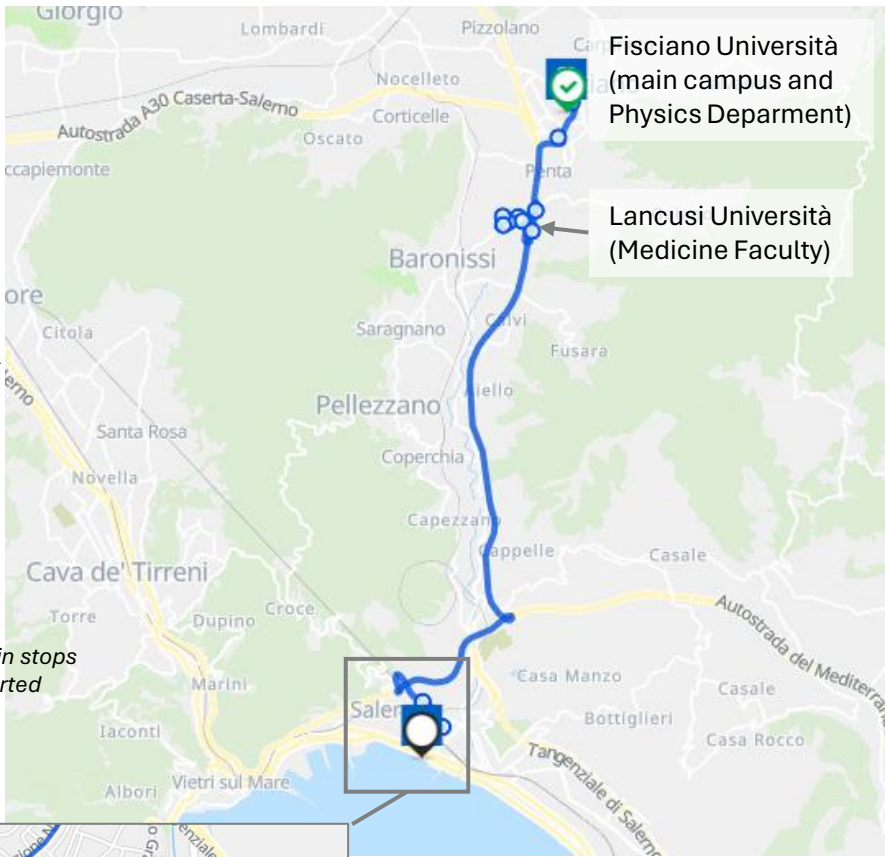 Giorgio
Pizzolano
Lombardi
Fisciano Università
(main campus and
Physics Deparment)
Nocelleto
Autostrada A30 Caserta-Salerno
Corticelle
Oscato
ccapiemonte
Penta
Lancusi Università
(Medicine Faculty)
Baronissi
ore
Citola
Saragnano
Calvi
Fusara
Aiello
Pellezzano
Santa Rosa
Coperchia
Novella
Capezzano
Cappelle
Casale
Cava de' Tirreni
Torre
Dupino
Croce
Autostrada del Mediterran
in stops
rted
Marini
Casa Manzo
Casale
Saler
Bottiglieri
Iaconti
Casa Rocco
Vietri sul Mare
Albori
Tangenziale di Salerno